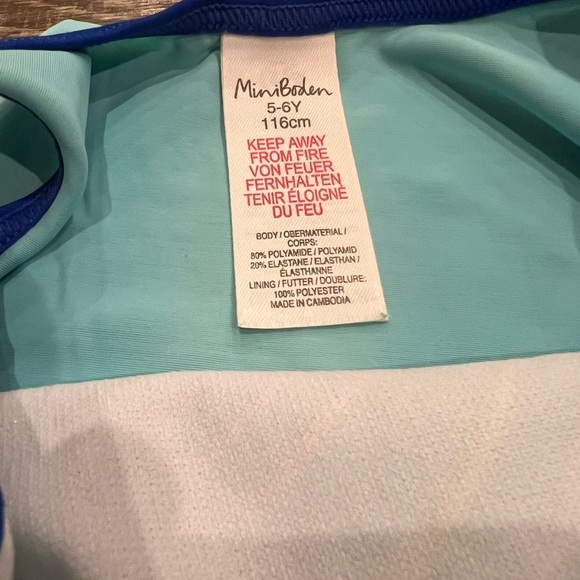 MiniBoden
5-6Y
116cm
KEEP AWAY
FROM FIRE
VON FEUER
FERNHALTEN
TENIR ÉLOIGNÉ
DU FEU
BODY / OBERMATERIAL /
CORPS:
80% POLYAMIDE / POLYAMID
20% ELASTANE / ELASTHAN /
ÉLASTHANNE
LINING / FUTTER / DOUBLURE:
100% POLYESTER
MADE IN CAMBODIA